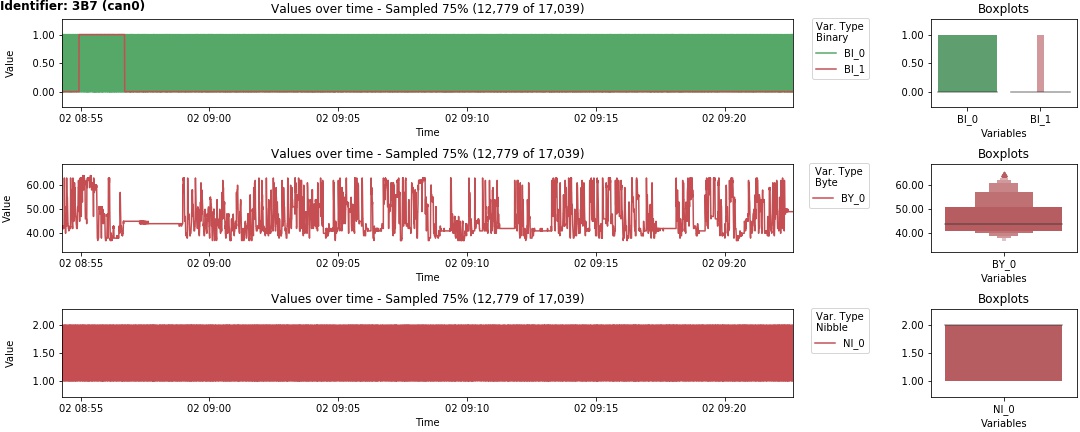 Identifier: 3B7 (can0)
Values over time - Sampled 75% (12,779 of 17,039)
Boxplots
Value
1.00
0.50
0.00
02 08:55
02 09:00
02 09:05
02 09:10
02 09:15
02 09:20
Time
Var. Type
Binary
BI_0
BI_1
1.00
0.50
0.00
BI_0
BI_1
Variables
Values over time - Sampled 75% (12,779 of 17,039)
Boxplots
Value
60.00
50.00
40.00
02 08:55
02 09:00
02 09:05
02 09:10
02 09:15
02 09:20
Time
Var. Type
Byte
BY_0
60.00
50.00
40.00
BY_0
Variables
Values over time - Sampled 75% (12,779 of 17,039)
Boxplots
Value
2.00
1.50
1.00
02 08:55
02 09:00
02 09:05
02 09:10
02 09:15
02 09:20
Time
Var. Type
Nibble
NI_0
2.00
1.50
1.00
NI_0
Variables